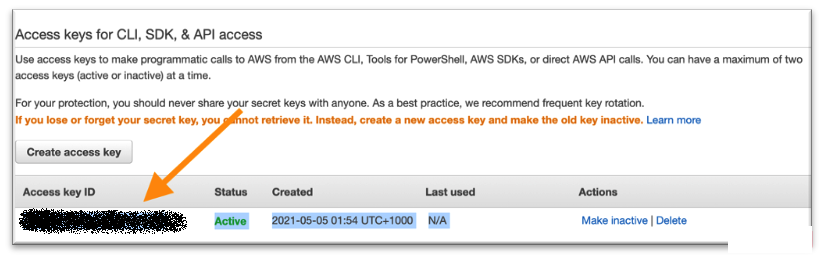 Access keys for CLI, SDK, & API access
Use access keys to make programmatic calls to AWS from the AWS CLI, Tools for PowerShell, AWS SDKs, or direct AWS API calls. You can have a maximum of two
access keys (active or inactive) at a time.
For your protection, you should never share your secret keys with anyone. As a best practice, we recommend frequent key rotation.
If you lose or forget your secret key, you cannot retrieve it. Instead, create a new access key and make the old key inactive. Learn more
Create access key
Access key ID Status Created Last used Actions
Active 2021-05-05 01:54 UTC+1000 N/A Make inactive | Delete